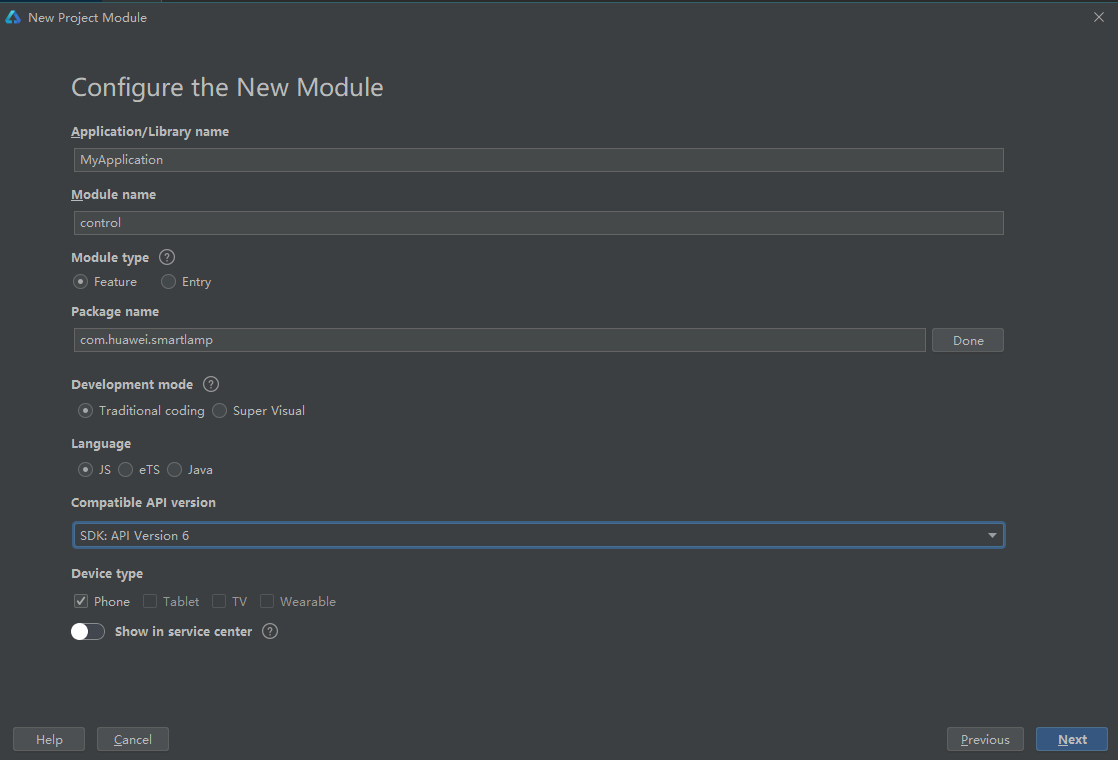 New Project Module
Configure the New Module
Application/Library name
MyApplication
Module name
control
Module type ?
Feature Entry
Package name
com.huawei.smartlamp Done
Development mode ?
Traditional coding Super Visual
Language
JS eTS Java
Compatible API version
SDK: API Version 6
Device type
Phone Tablet TV Wearable
Show in service center ?
Help Cancel Previous Next